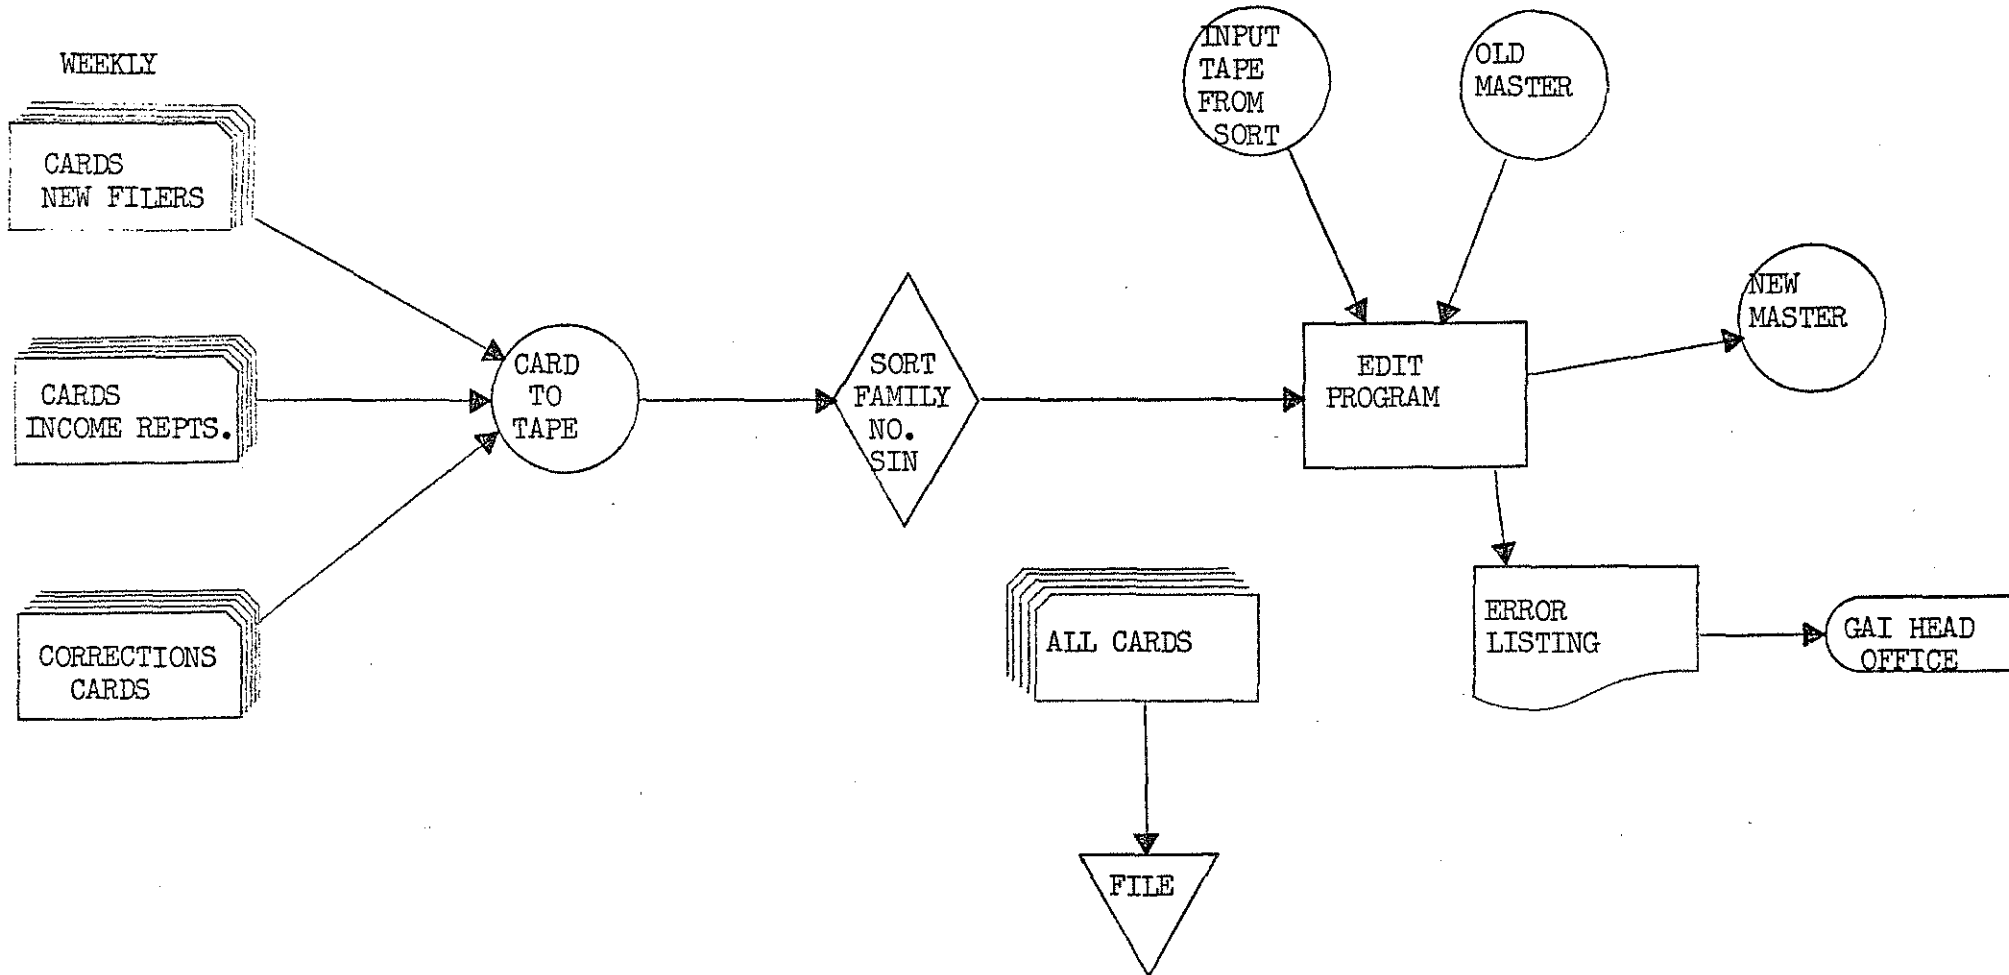 WEEKLY
CARDS
NEW FILERS
CARDS
INCOME REPTS.
CORRECTIONS
CARDS
CARD
TO
TAPE
SORT
FAMILY
NO.
SIN
INPUT
TAPE
FROM
SORT
OLD
MASTER
EDIT
PROGRAM
NEW
MASTER
ALL CARDS
FILE
ERROR
LISTING
GAI HEAD
OFFICE